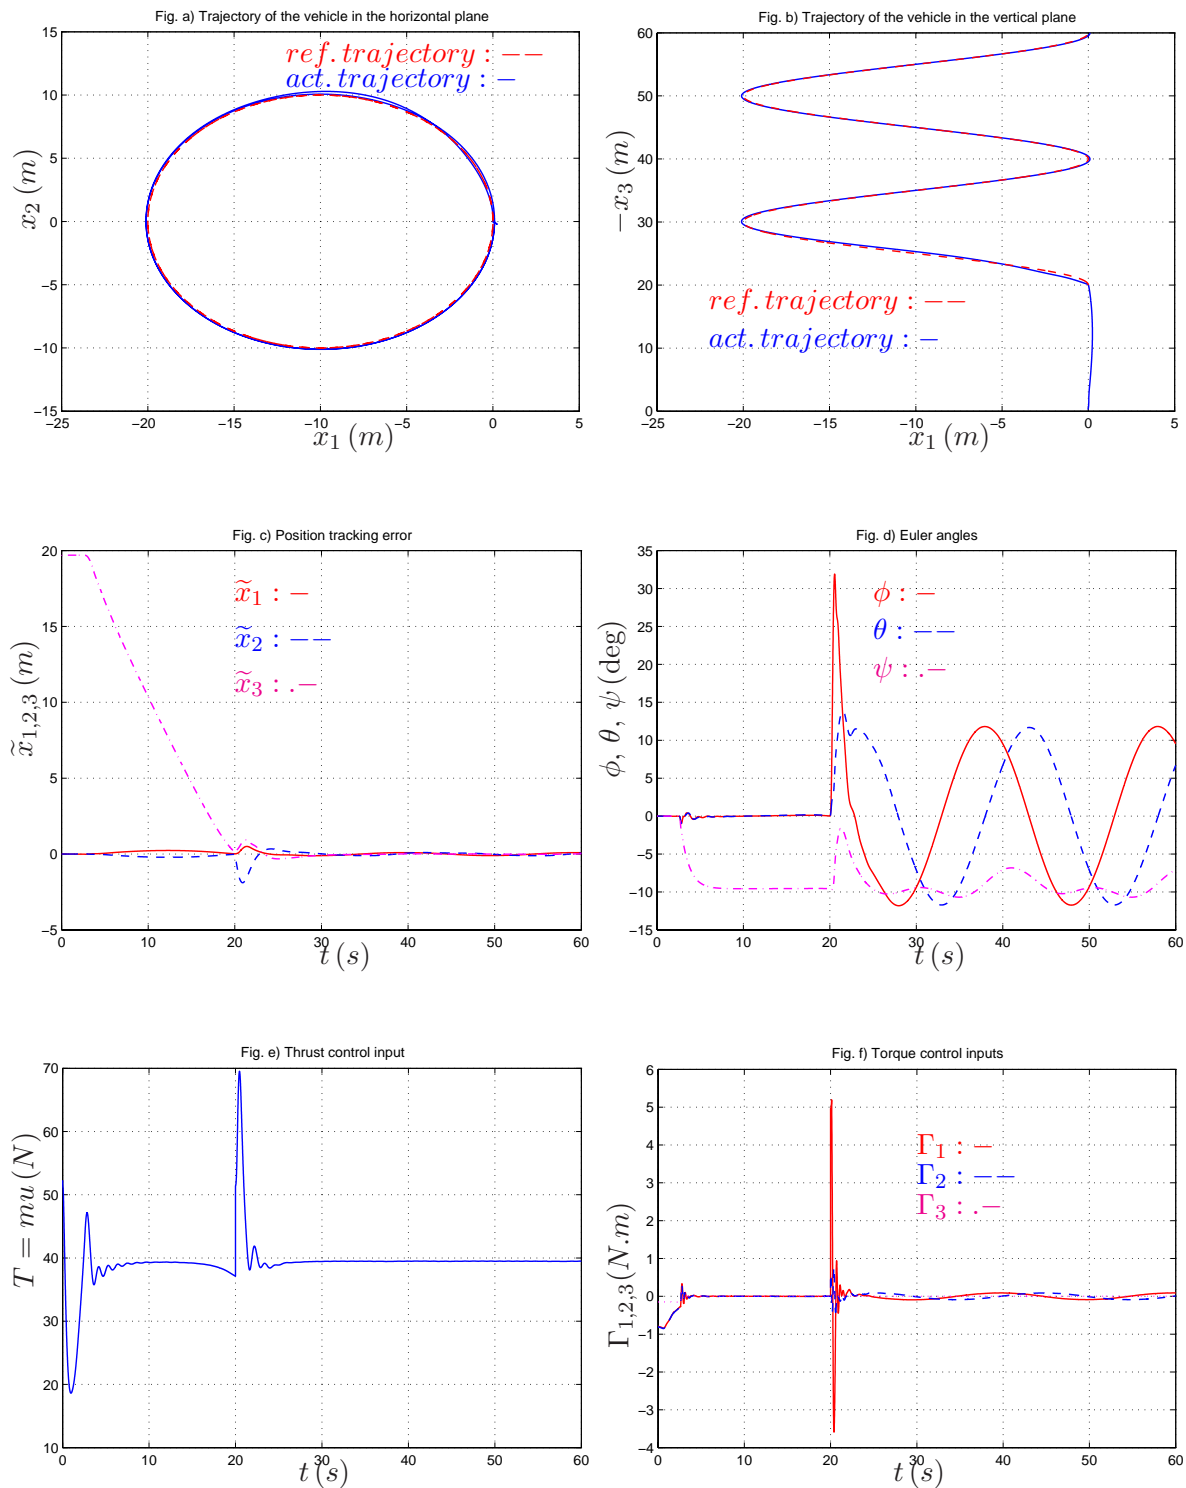 Fig. a) Trajectory of the vehicle in the horizontal plane
15
10
5
0
−5
−10
−15
−25 −20 −15 −10 −5 0 5
x₂ (m)
x₁ (m)
ref.trajectory : −−
act.trajectory : −
Fig. b) Trajectory of the vehicle in the vertical plane
60
50
40
30
20
10
0
−25 −20 −15 −10 −5 0 5
−x₃ (m)
x₁ (m)
ref.trajectory : −−
act.trajectory : −
Fig. c) Position tracking error
20
15
10
5
0
−5
0 10 20 30 40 50 60
x̃₁,₂,₃ (m)
t (s)
x̃₁ : −
x̃₂ : −−
x̃₃ : .−
Fig. d) Euler angles
35
30
25
20
15
10
5
0
−5
−10
−15
0 10 20 30 40 50 60
ϕ, θ, ψ (deg)
t (s)
ϕ : −
θ : −−
ψ : .−
Fig. e) Thrust control input
70
60
50
40
30
20
10
0 10 20 30 40 50 60
T = mu (N)
t (s)
Fig. f) Torque control inputs
6
5
4
3
2
1
0
−1
−2
−3
−4
0 10 20 30 40 50 60
Γ₁,₂,₃(N.m)
t (s)
Γ₁ : −
Γ₂ : −−
Γ₃ : .−